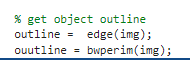 % get object outline
outline =  edge(img);
ouutline = bwperim(img);